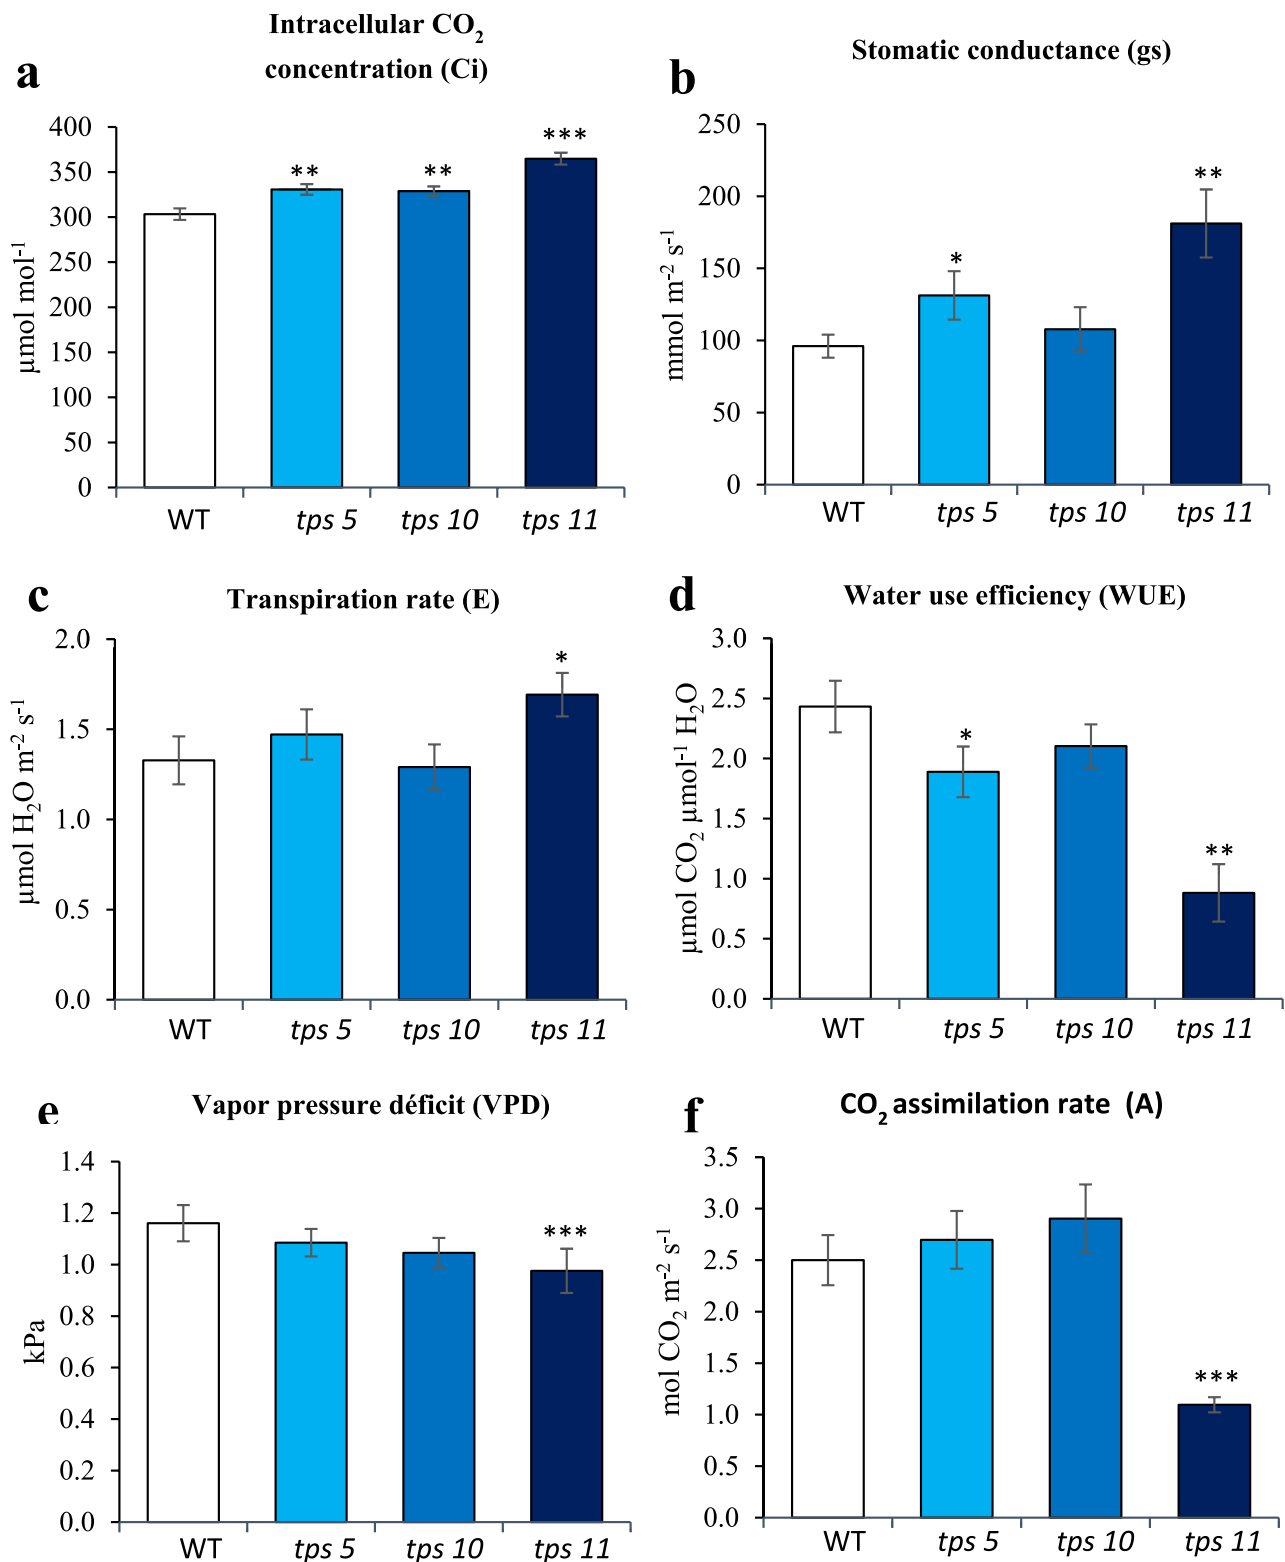 a
Intracellular CO2
concentration (Ci)
μmol mol-1
400
350
300
250
200
150
100
50
0
**
**
***
WT
tps 5
tps 10
tps 11
b
Stomatic conductance (gs)
mmol m-2 s-1
250
200
150
100
50
0
*
**
WT
tps 5
tps 10
tps 11
c
Transpiration rate (E)
μmol H2O m-2 s-1
2.0
1.5
1.0
0.5
0.0
*
WT
tps 5
tps 10
tps 11
d
Water use efficiency (WUE)
μmol CO2 μmol-1 H2O
3.0
2.5
2.0
1.5
1.0
0.5
0.0
*
**
WT
tps 5
tps 10
tps 11
e
Vapor pressure déficit (VPD)
kPa
1.4
1.2
1.0
0.8
0.6
0.4
0.2
0.0
***
WT
tps 5
tps 10
tps 11
f
CO2 assimilation rate (A)
mol CO2 m-2 s-1
3.5
3.0
2.5
2.0
1.5
1.0
0.5
0.0
***
WT
tps 5
tps 10
tps 11